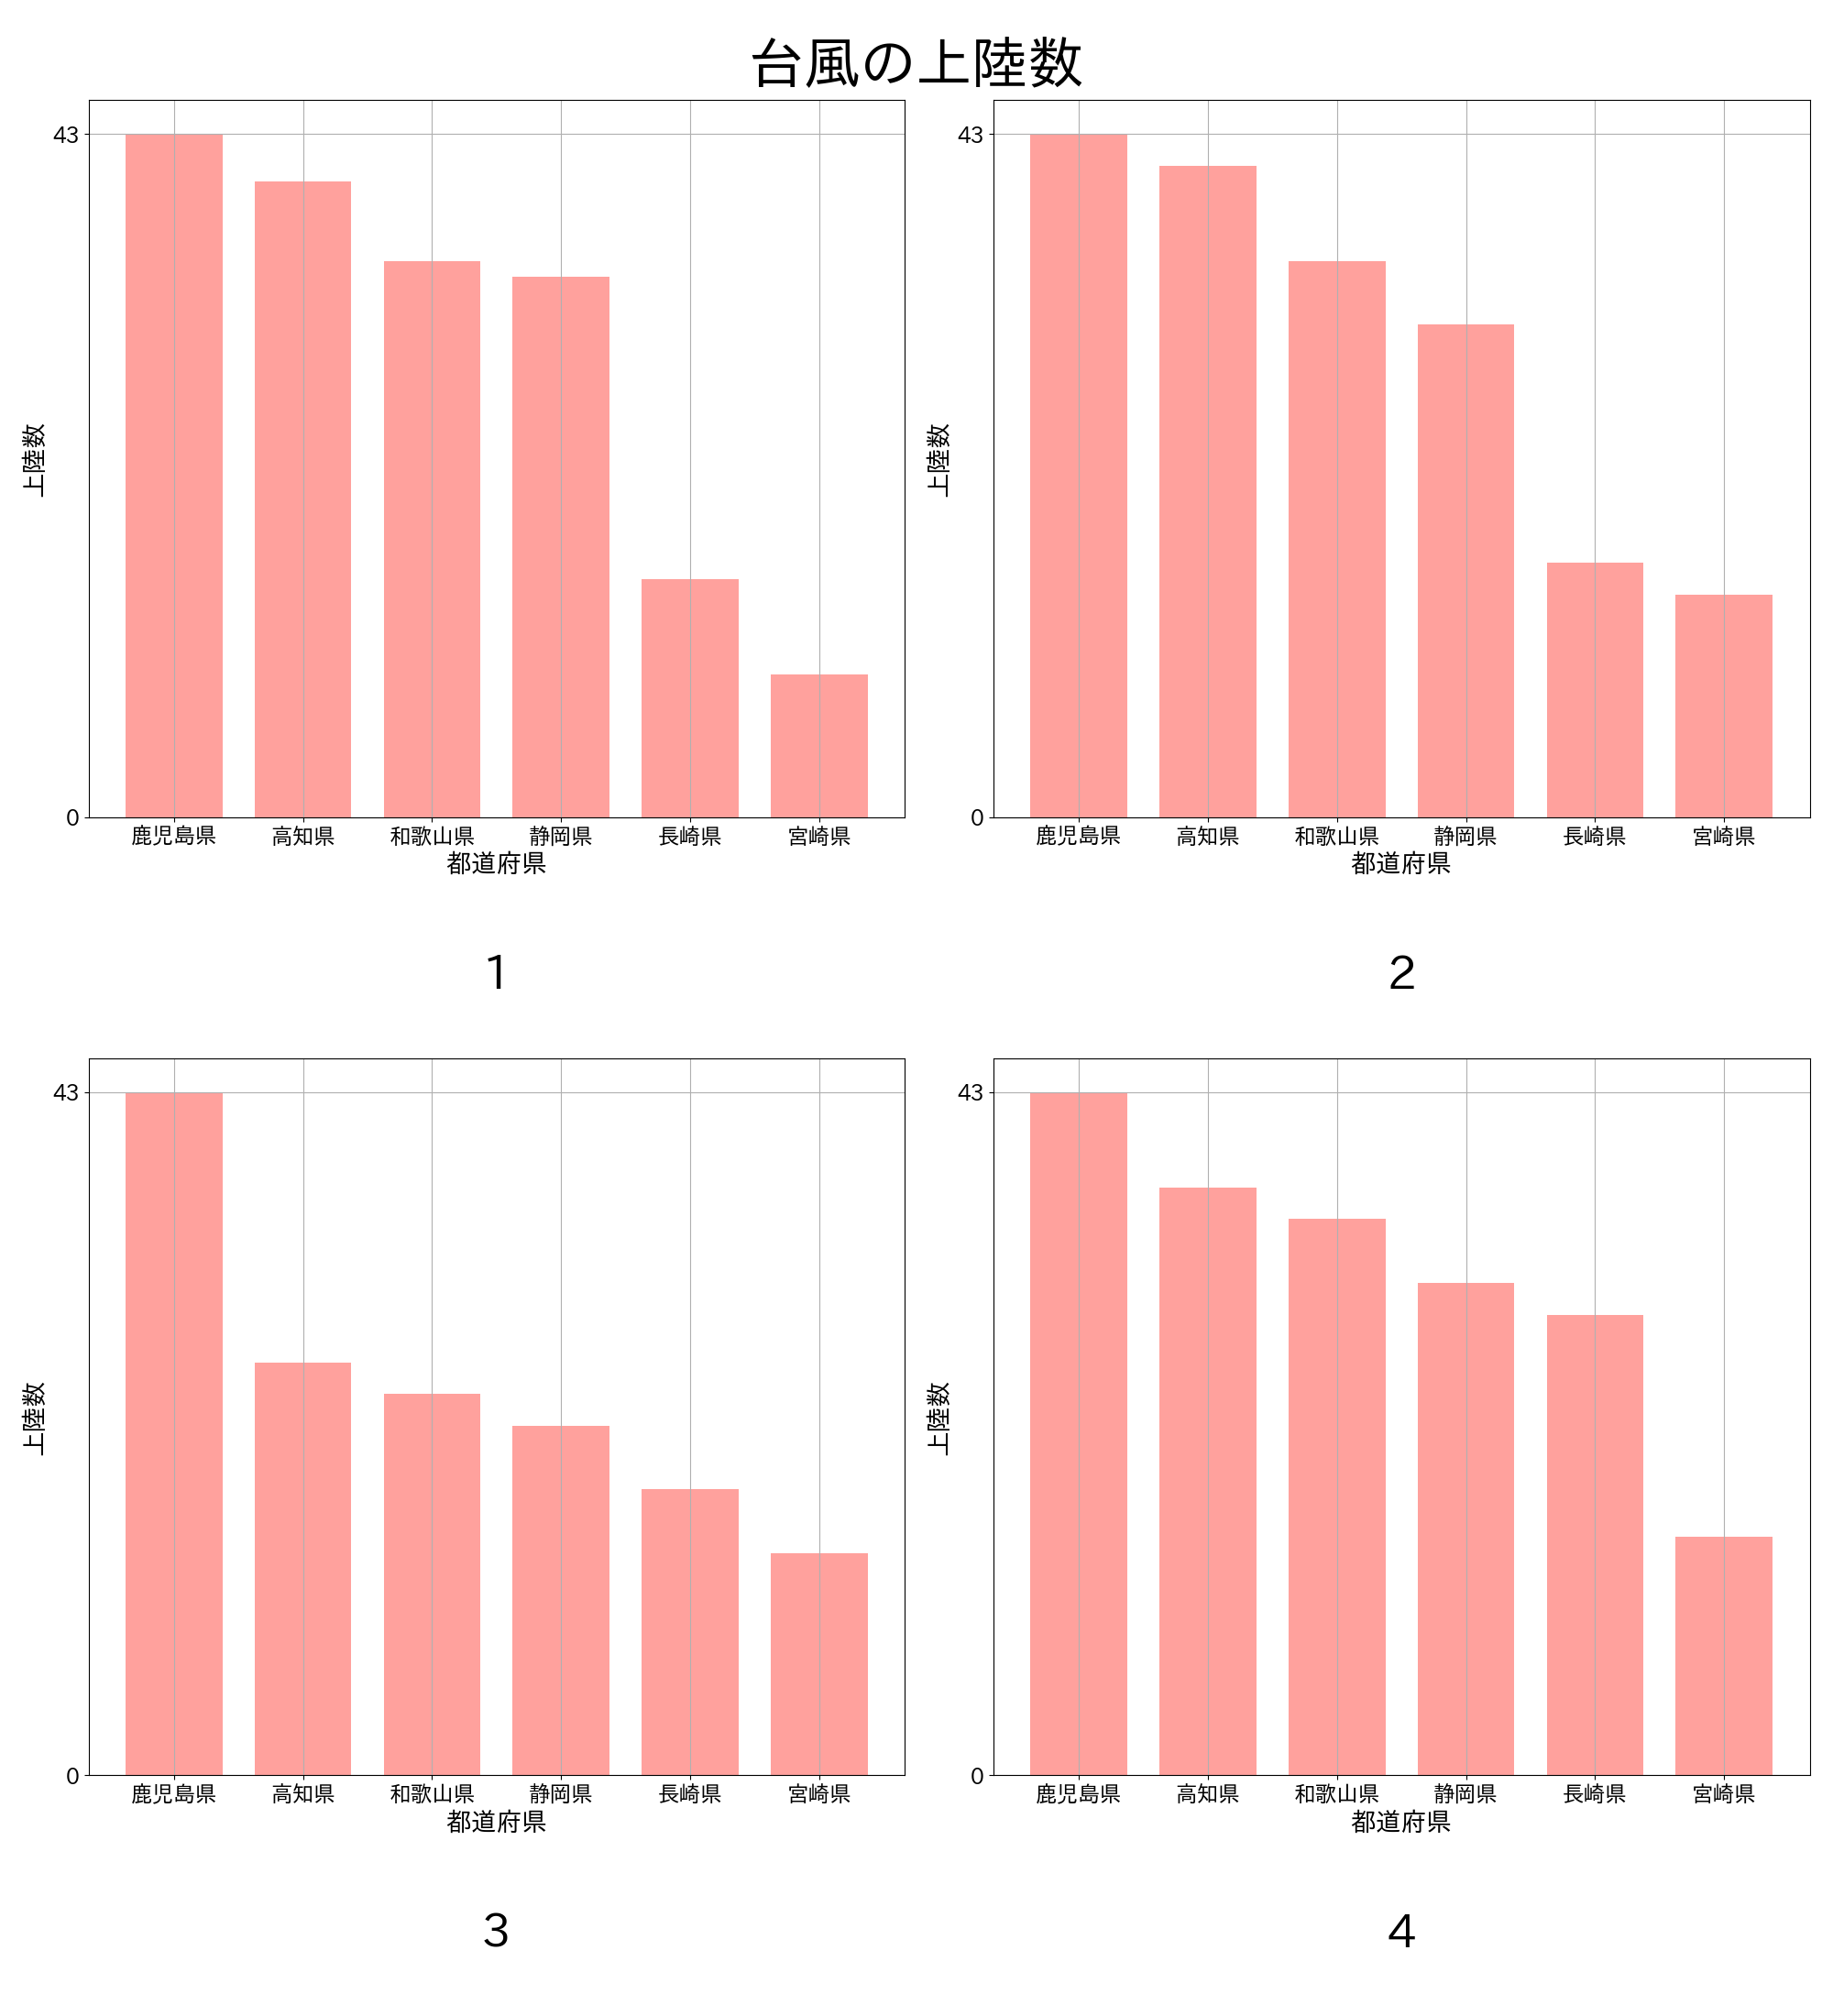 台風の上陸数
43
0
上陸数
鹿児島県 高知県 和歌山県 静岡県 長崎県 宮崎県
都道府県
1
43
0
上陸数
鹿児島県 高知県 和歌山県 静岡県 長崎県 宮崎県
都道府県
2
43
0
上陸数
鹿児島県 高知県 和歌山県 静岡県 長崎県 宮崎県
都道府県
3
43
0
上陸数
鹿児島県 高知県 和歌山県 静岡県 長崎県 宮崎県
都道府県
4